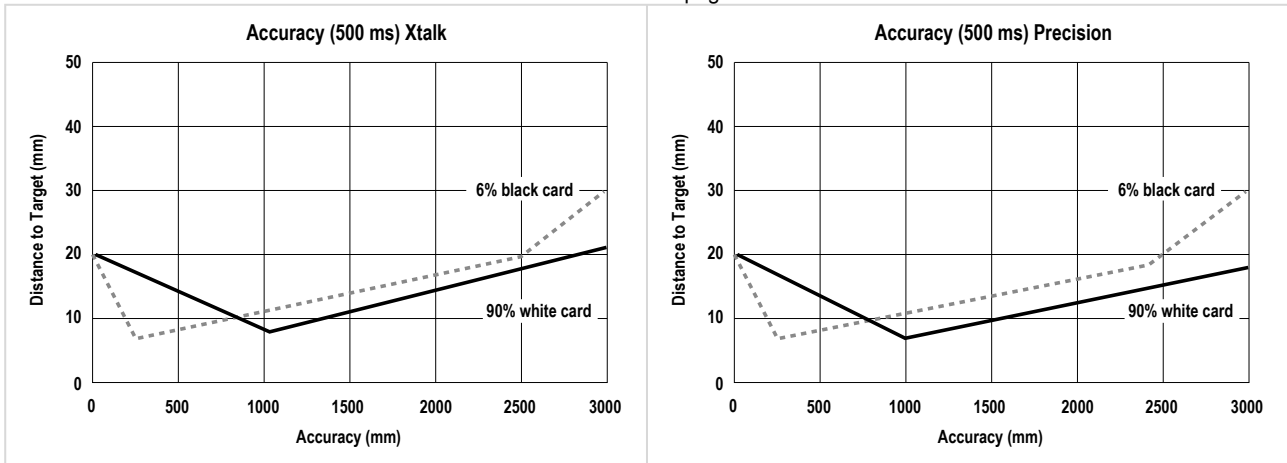 Accuracy (500 ms) Xtalk
50
40
30
20
10
0
Distance to Target (mm)
6% black card
90% white card
0 500 1000 1500 2000 2500 3000
Accuracy (mm)
Accuracy (500 ms) Precision
50
40
30
20
10
0
Distance to Target (mm)
6% black card
90% white card
0 500 1000 1500 2000 2500 3000
Accuracy (mm)